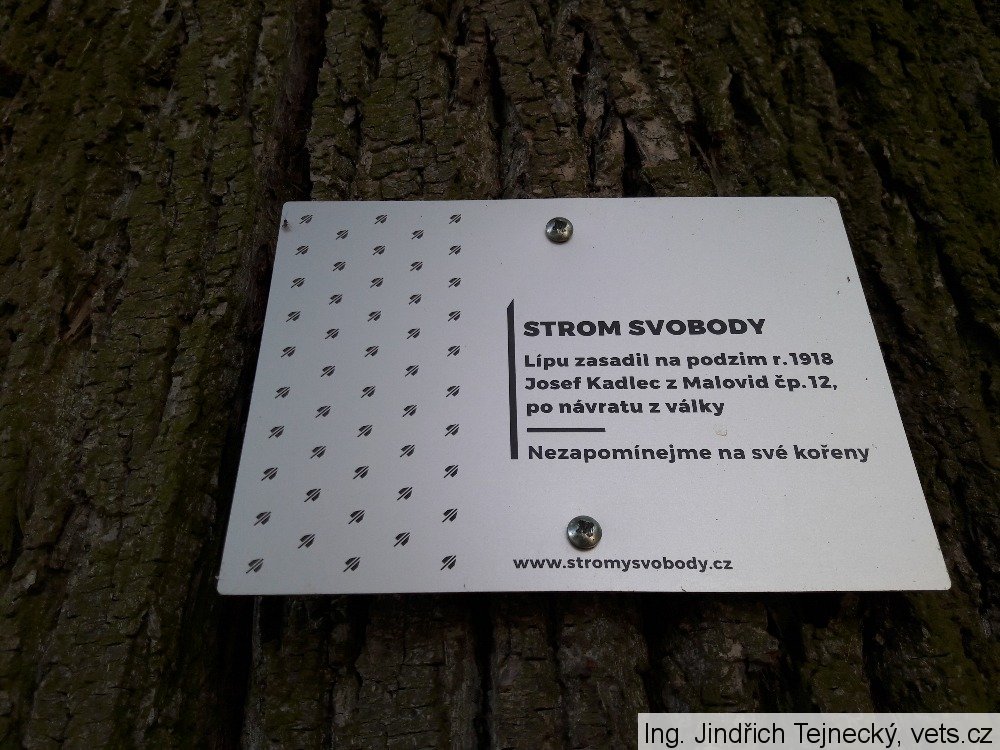 STROM SVOBODY
Lípu zasadil na podzim r. 1918
Josef Kadlec z Malovid čp. 12,
po návratu z války
Nezapomínejme na své kořeny
www.stromysvobody.cz
Ing. Jindřich Tejnecký, vets.cz